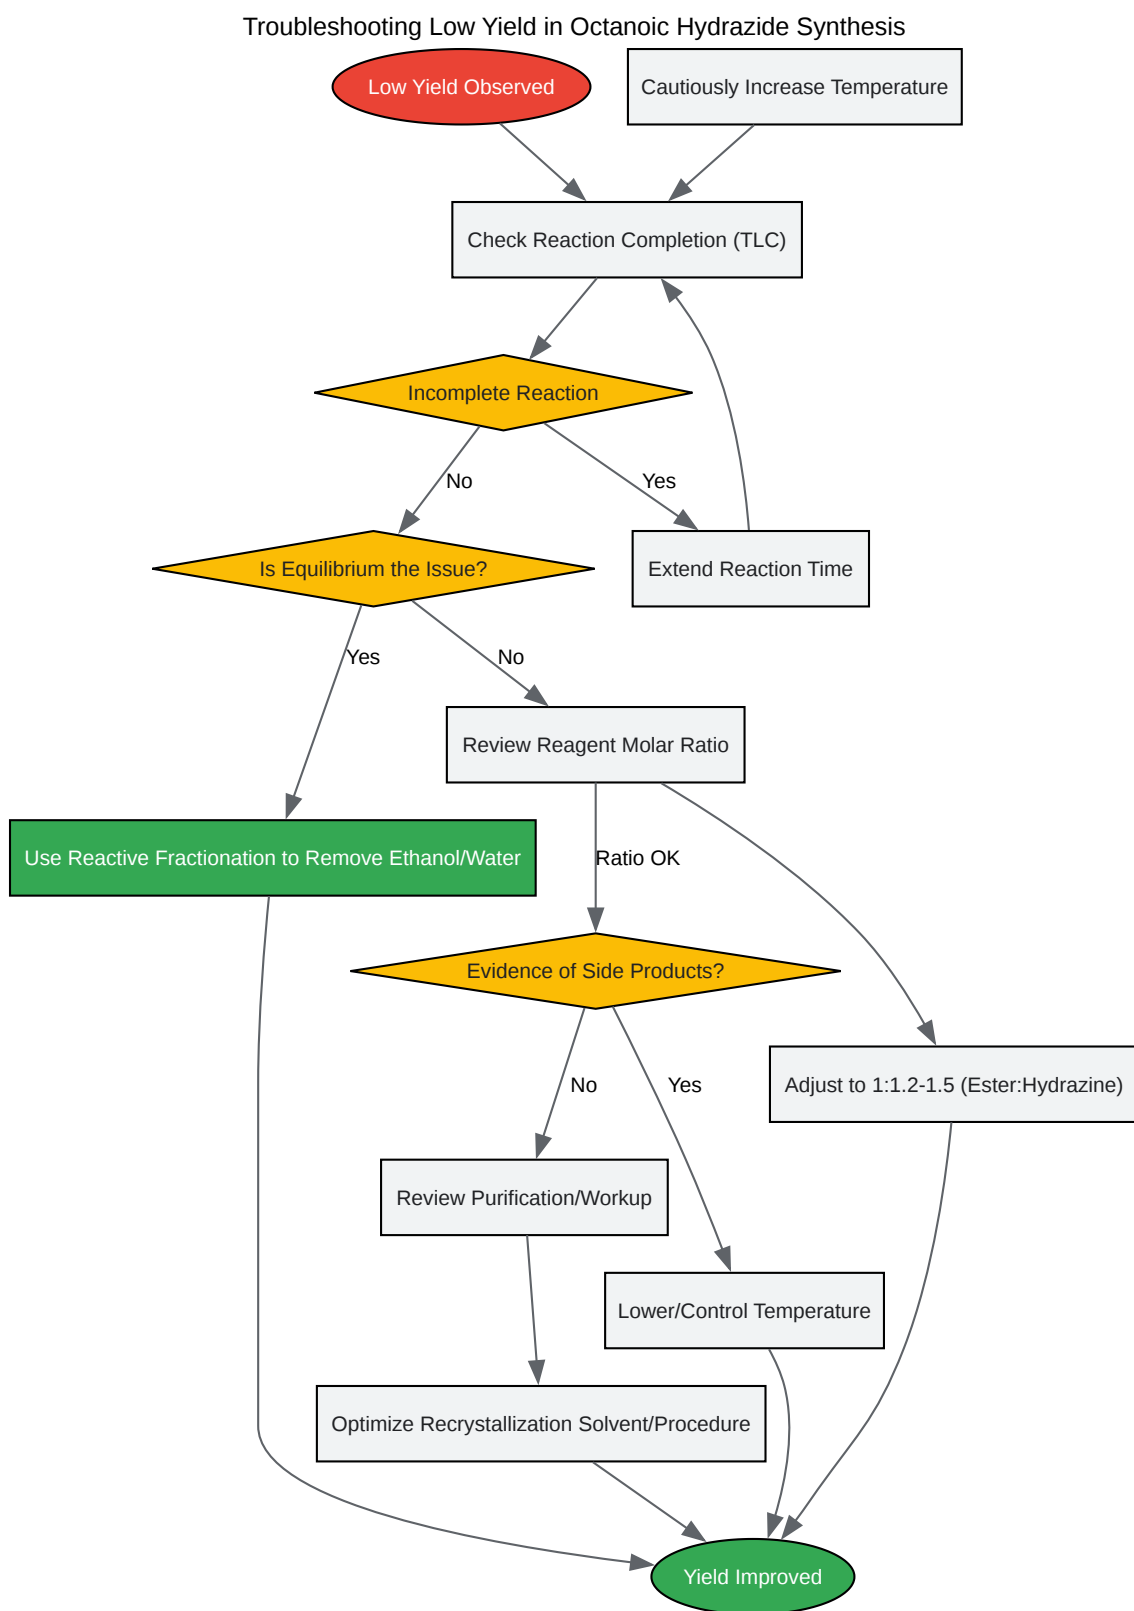 Troubleshooting Low Yield in Octanoic Hydrazide Synthesis
Low Yield Observed
Cautiously Increase Temperature
Check Reaction Completion (TLC)
Incomplete Reaction
No
Yes
Is Equilibrium the Issue?
Extend Reaction Time
Yes
No
Review Reagent Molar Ratio
Use Reactive Fractionation to Remove Ethanol/Water
Ratio OK
Evidence of Side Products?
No
Yes
Adjust to 1:1.2-1.5 (Ester:Hydrazine)
Review Purification/Workup
Lower/Control Temperature
Optimize Recrystallization Solvent/Procedure
Yield Improved